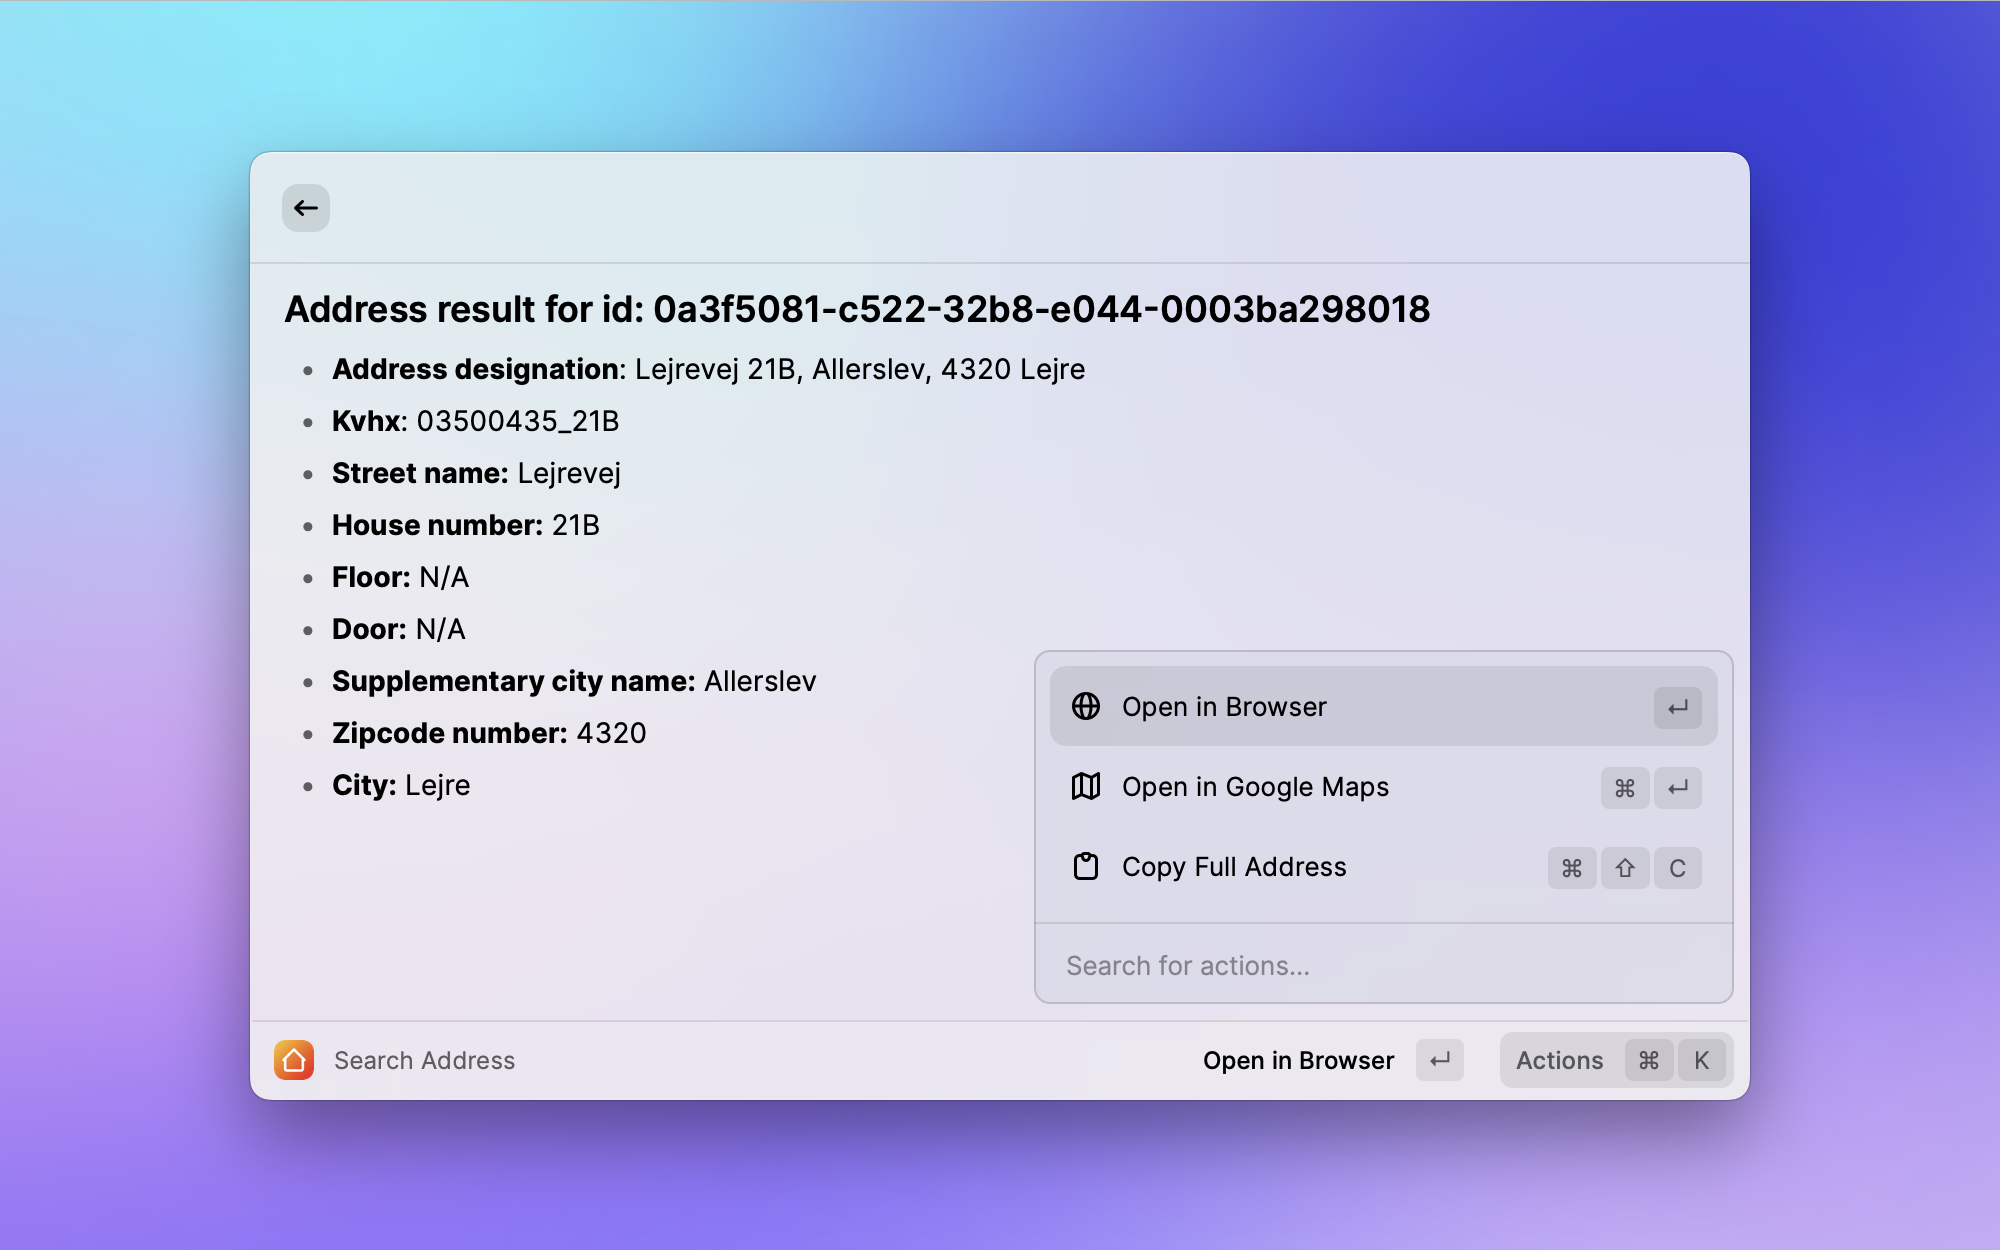 Address result for id: 0a3f5081-c522-32b8-e044-0003ba298018
Address designation: Lejrevej 21B, Allerslev, 4320 Lejre
Kvhx: 03500435_21B
Street name: Lejrevej
House number: 21B
Floor: N/A
Door: N/A
Supplementary city name: Allerslev
Zipcode number: 4320
City: Lejre
Open in Browser ↵
Open in Google Maps ⌘ ↵
Copy Full Address ⌘ ⇧ C
Search for actions...
Search Address
Open in Browser ↵
Actions ⌘ K